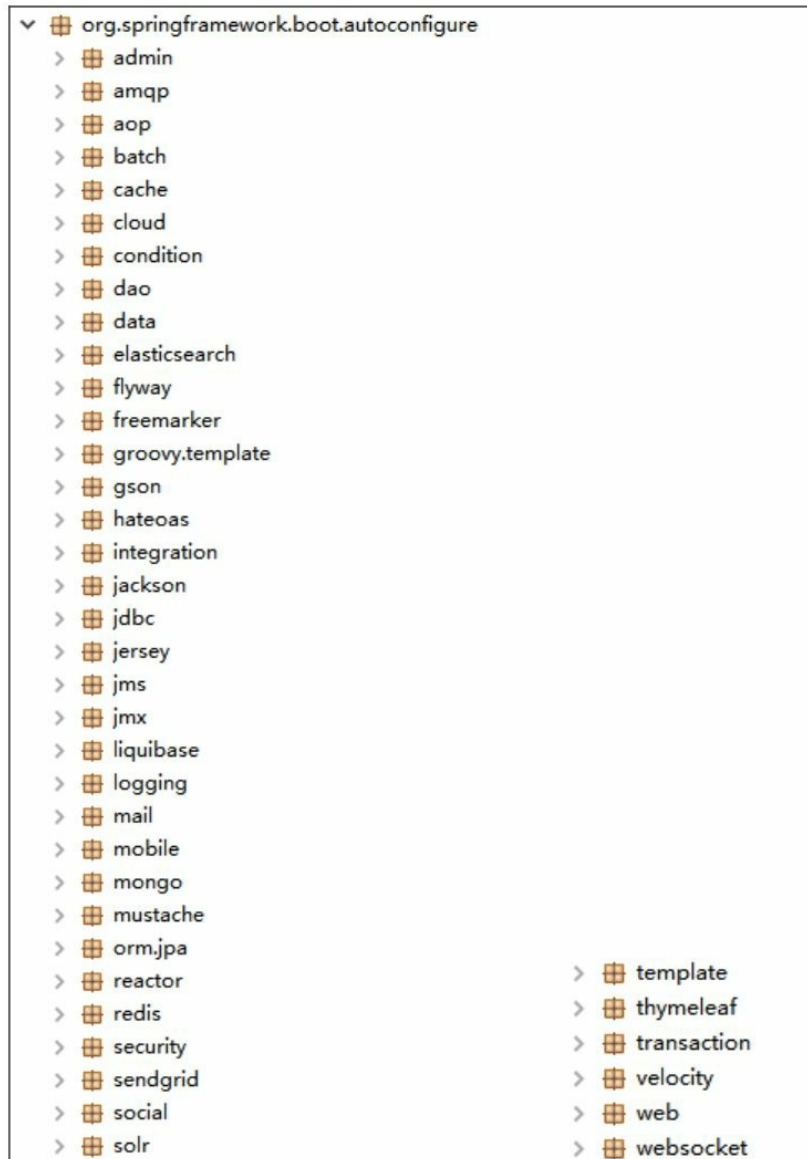 org.springframework.boot.autoconfigure
admin
amqp
aop
batch
cache
cloud
condition
dao
data
elasticsearch
flyway
freemarker
groovy.template
gson
hateoas
integration
jackson
jdbc
jersey
jms
jmx
liquibase
logging
mail
mobile
mongo
mustache
orm.jpa
reactor
redis
security
sendgrid
social
solr
template
thymeleaf
transaction
velocity
web
websocket